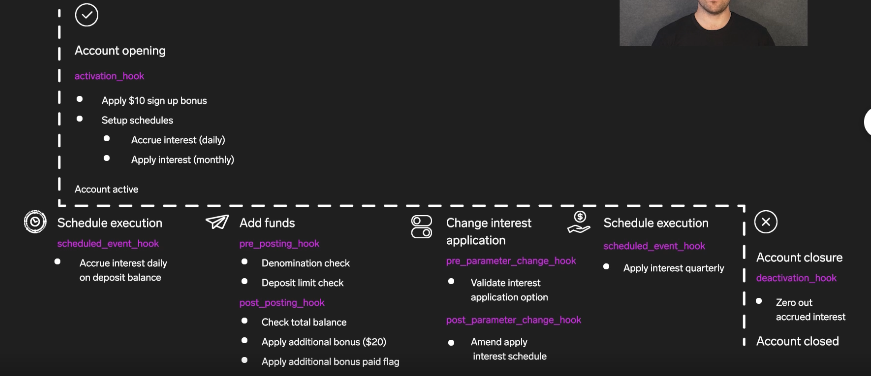 Account opening
activation_hook
Apply $10 sign up bonus
Setup schedules
Accrue interest (daily)
Apply interest (monthly)
Account active
Schedule execution
scheduled_event_hook
Accrue interest daily
on deposit balance
Add funds
pre_posting_hook
Denomination check
Deposit limit check
post_posting_hook
Check total balance
Apply additional bonus ($20)
Apply additional bonus paid flag
Change interest
application
pre_parameter_change_hook
Validate interest
application option
post_parameter_change_hook
Amend apply
interest schedule
Schedule execution
scheduled_event_hook
Apply interest quarterly
Account closure
deactivation_hook
Zero out
accrued interest
Account closed